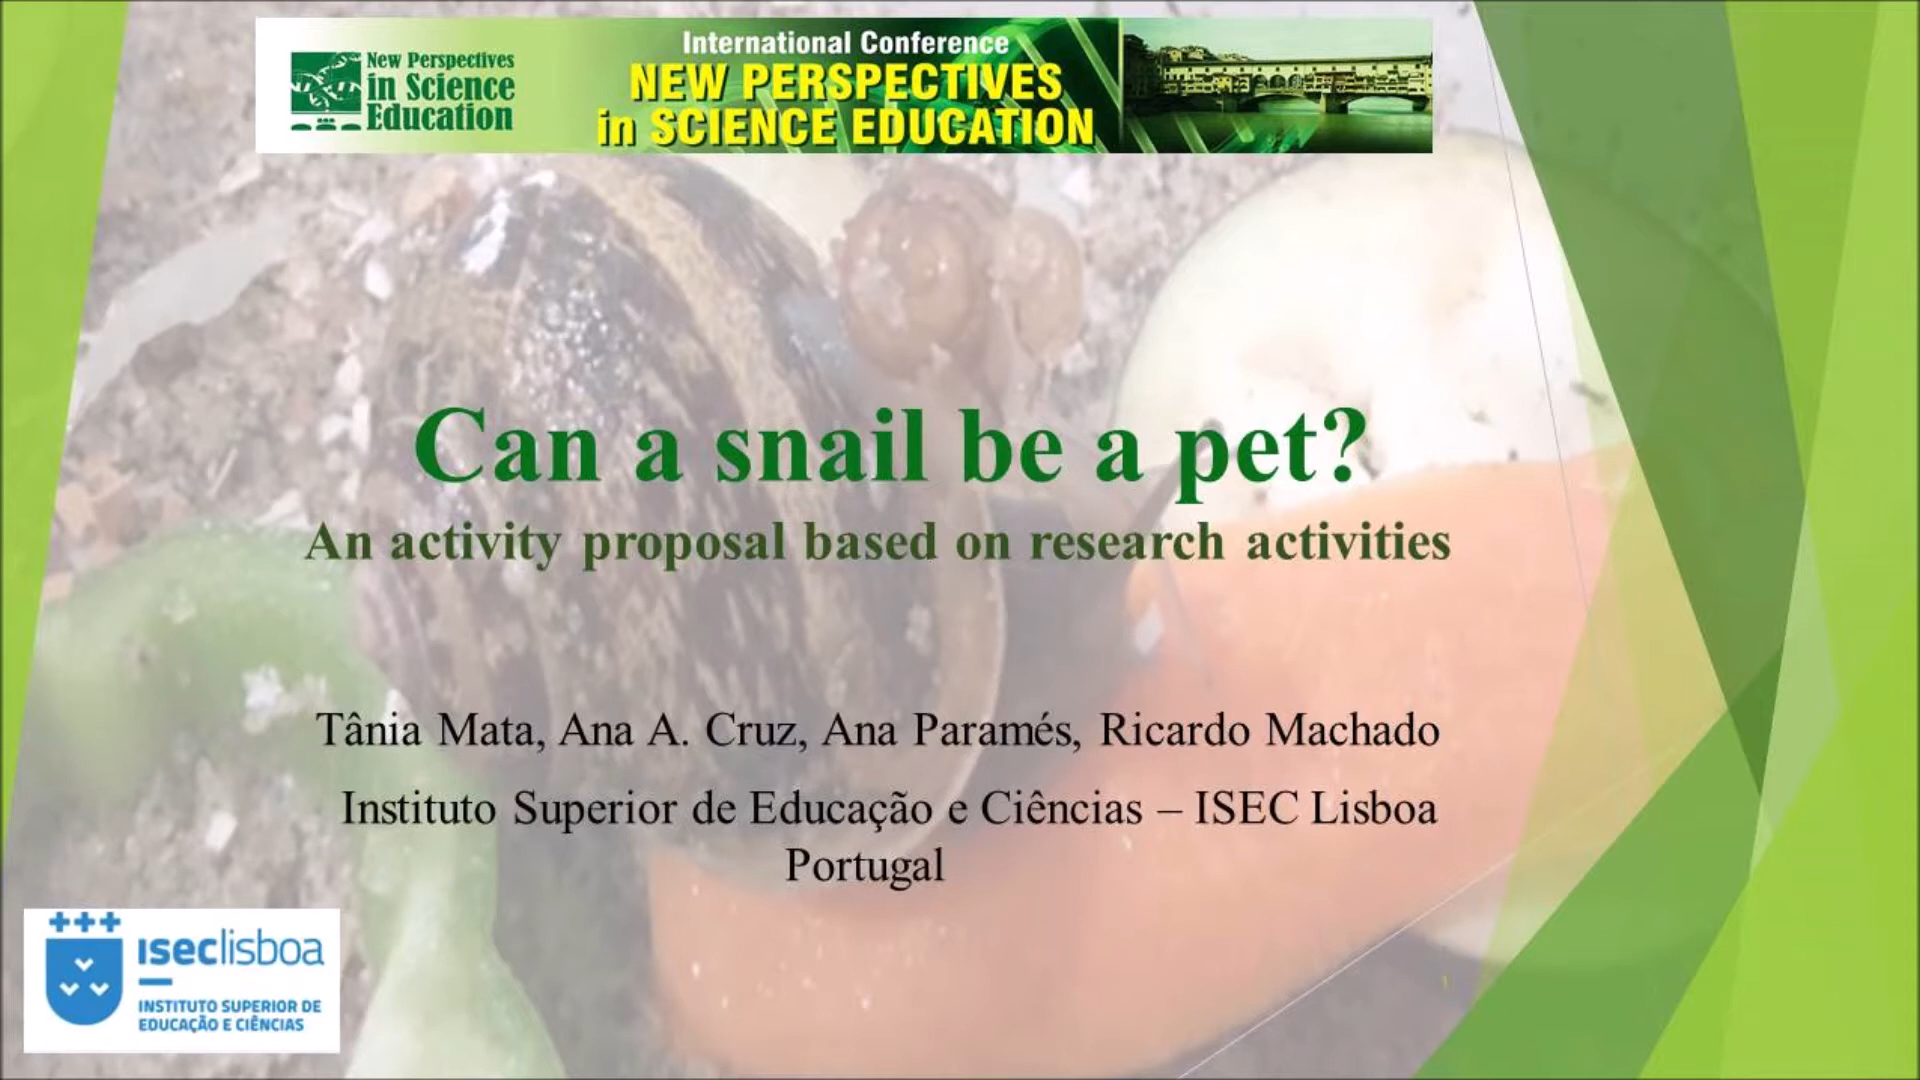 New Perspectives
in Science
Education
International Conference
NEW PERSPECTIVES
in SCIENCE EDUCATION
Can a snail be a pet?
An activity proposal based on research activities
Tânia Mata, Ana A. Cruz, Ana Paramés, Ricardo Machado
Instituto Superior de Educação e Ciências – ISEC Lisboa
Portugal
ıseclisboa
INSTITUTO SUPERIOR DE
EDUCAÇÃO E CIÊNCIAS